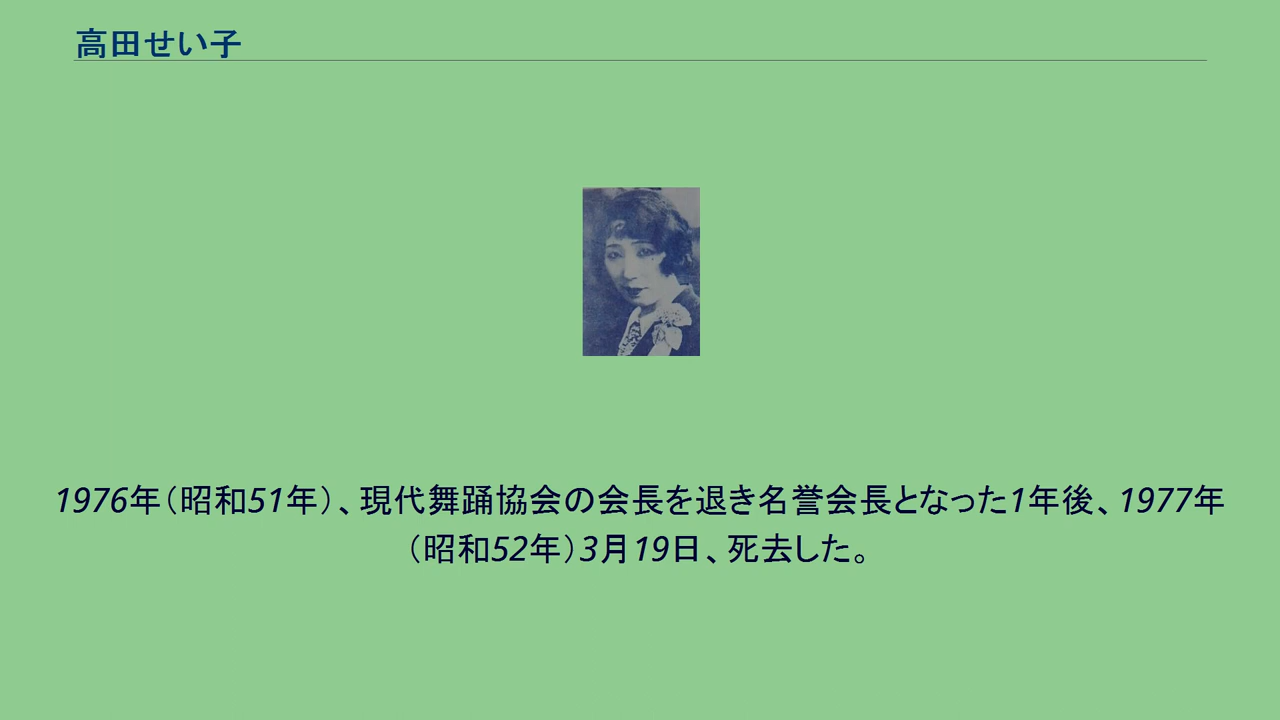 高田せい子
1976年（昭和51年）、現代舞踊協会の会長を退き名誉会長となった1年後、1977年
（昭和52年）3月19日、死去した。